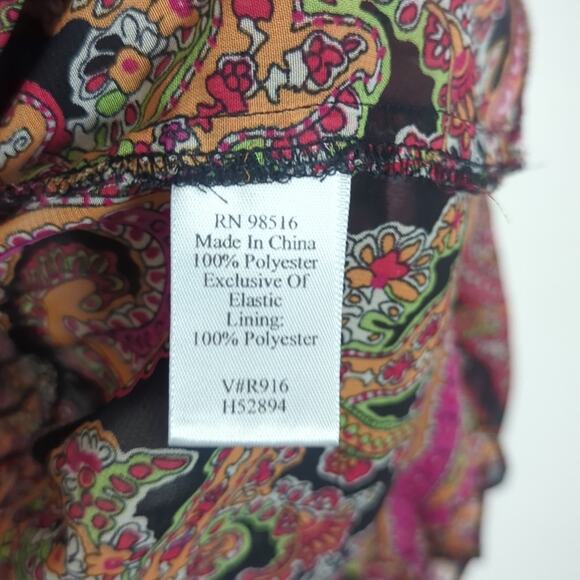 RN 98516
Made In China
100% Polyester
Exclusive Of
Elastic
Lining:
100% Polyester
V#R916
H52894